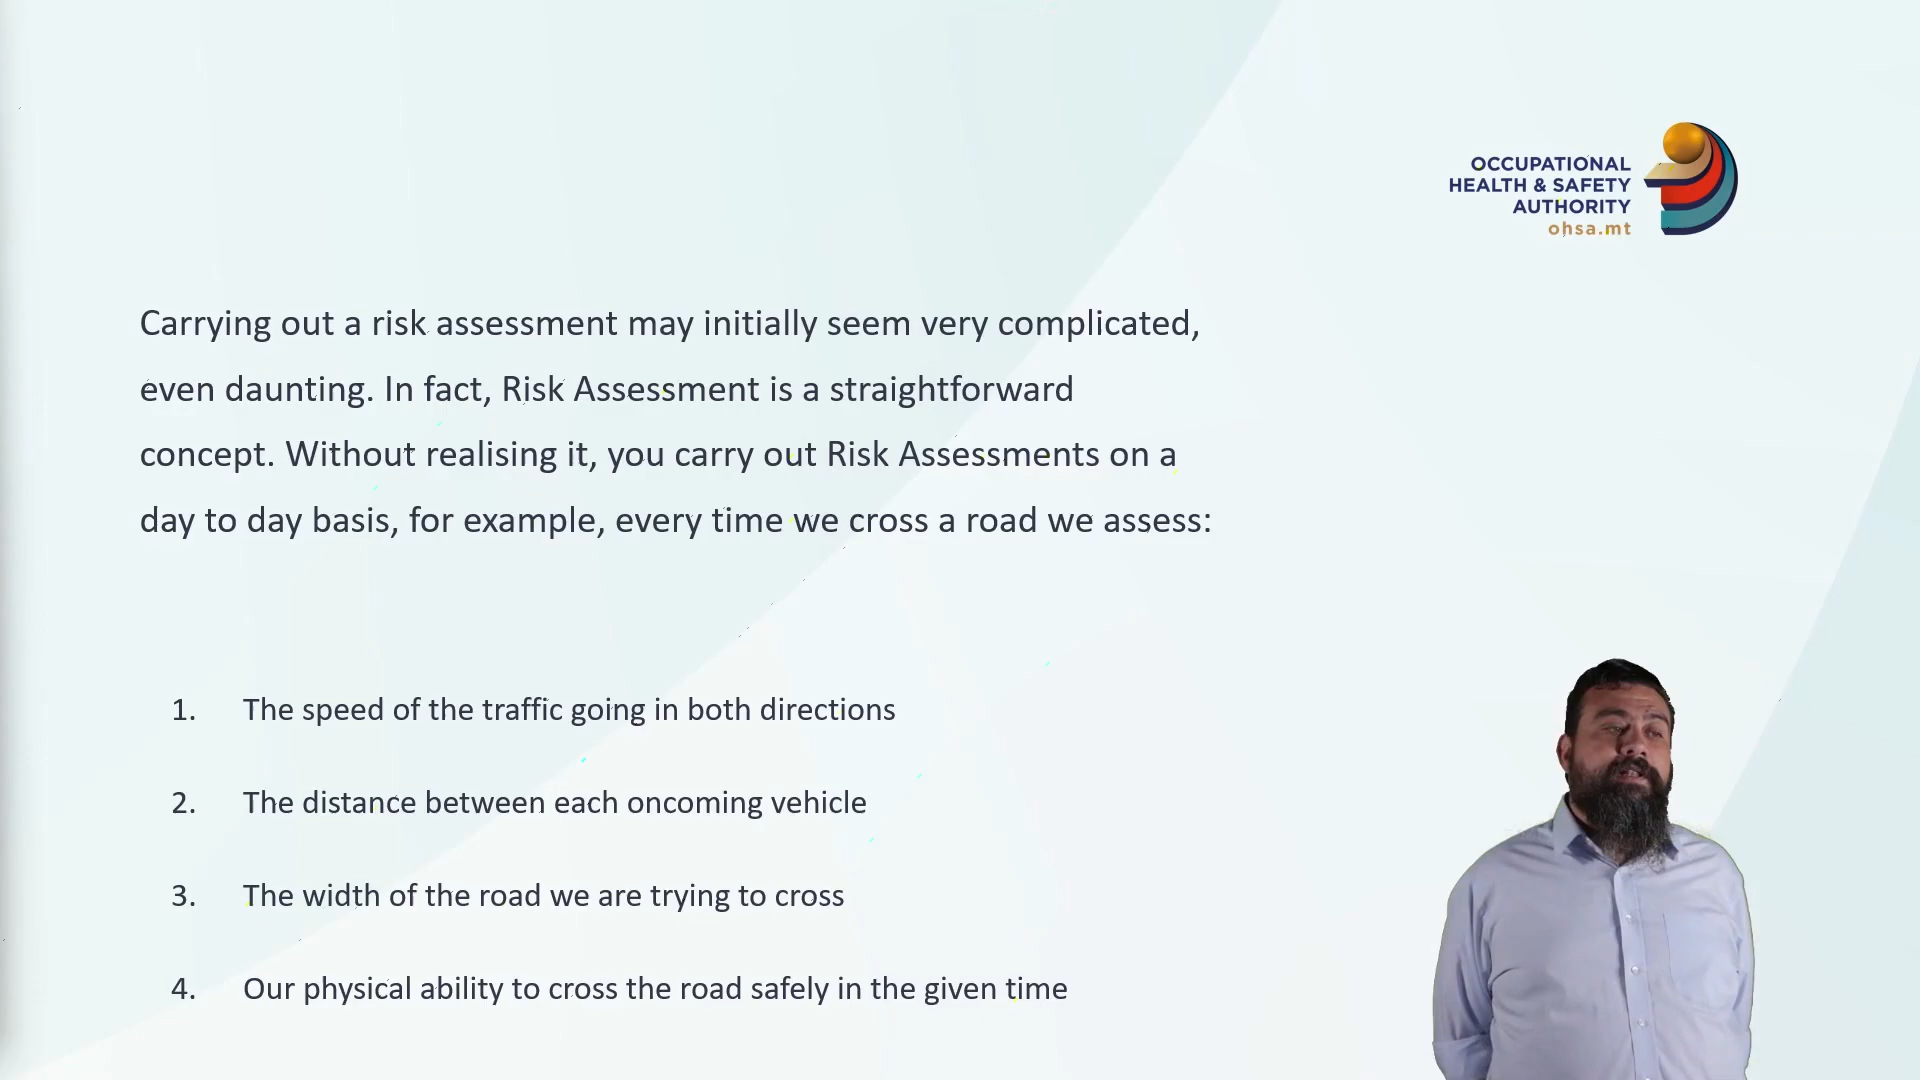 OCCUPATIONAL
HEALTH & SAFETY
AUTHORITY
ohsa.mt
Carrying out a risk assessment may initially seem very complicated,
even daunting. In fact, Risk Assessment is a straightforward
concept. Without realising it, you carry out Risk Assessments on a
day to day basis, for example, every time we cross a road we assess:
1. The speed of the traffic going in both directions
2. The distance between each oncoming vehicle
3. The width of the road we are trying to cross
4. Our physical ability to cross the road safely in the given time